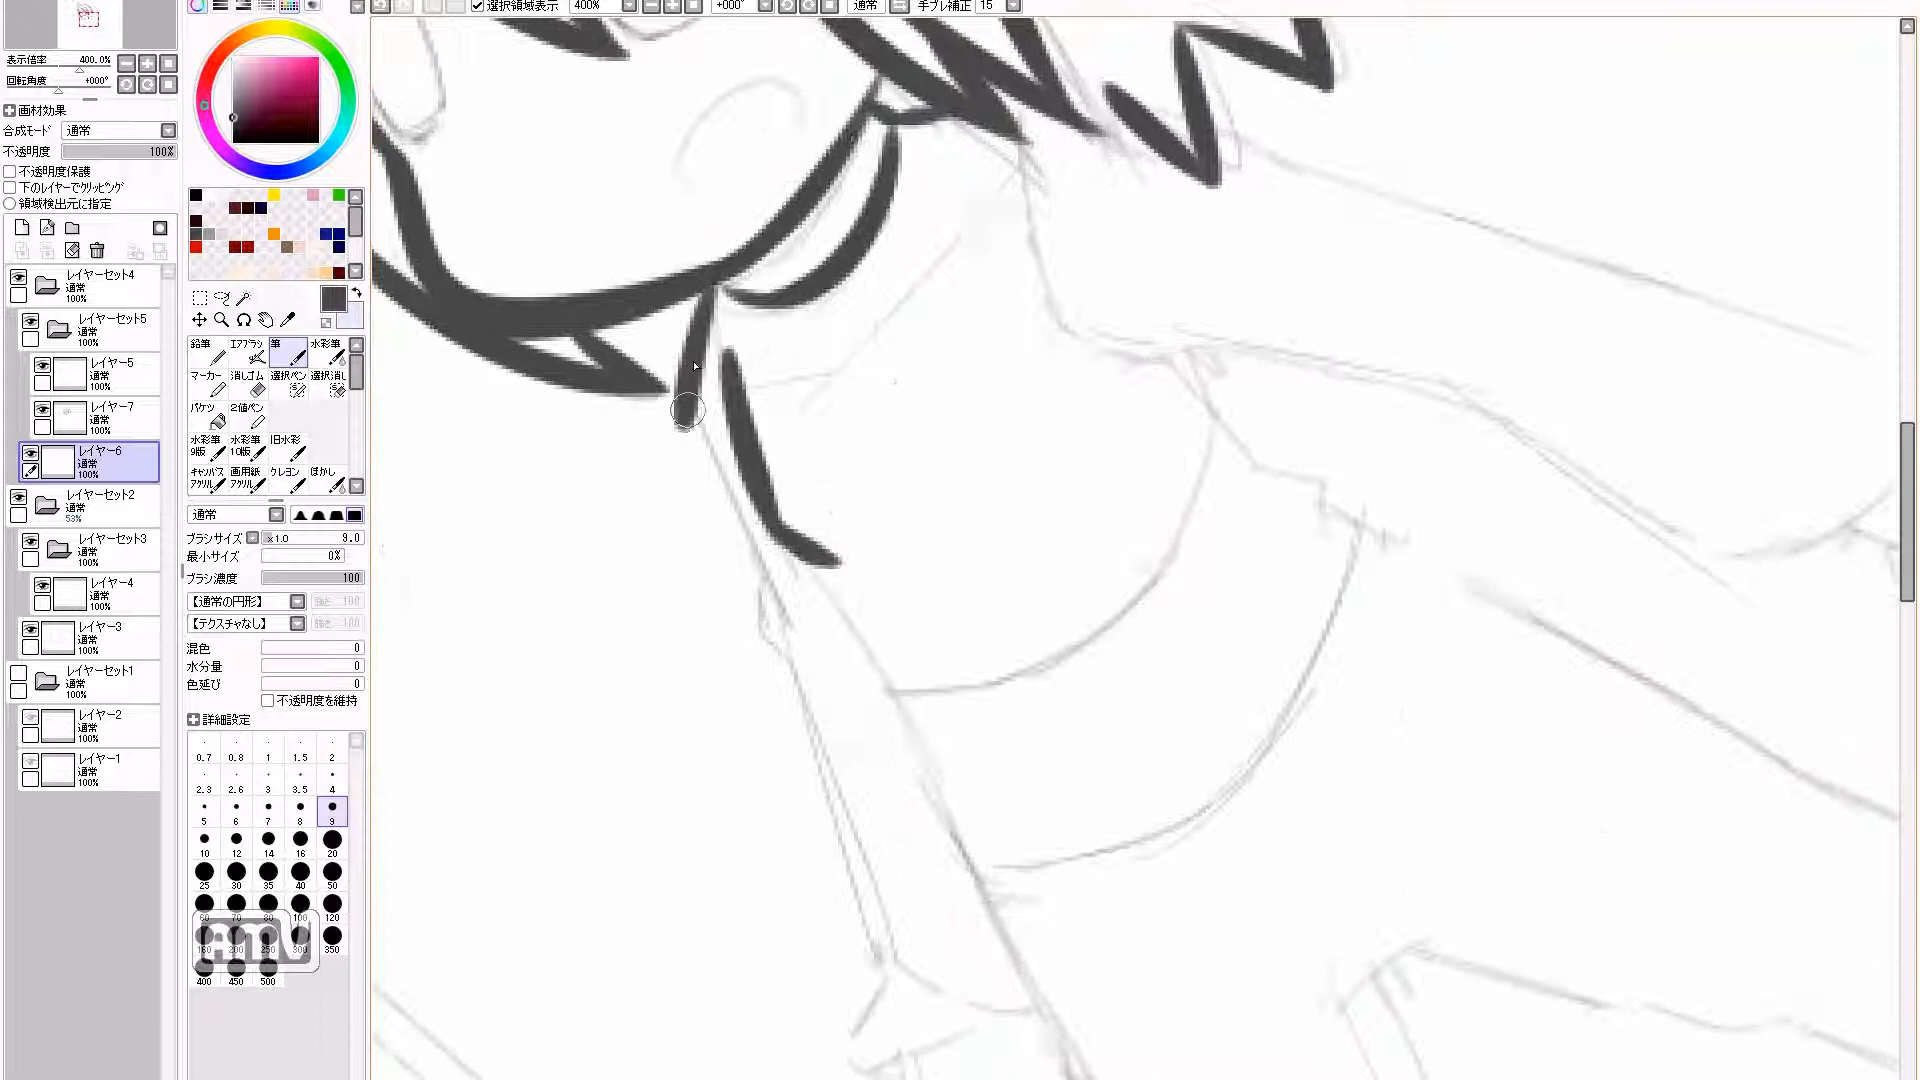 選択領域表示 400% +000° 通常 手ブレ補正 15
表示倍率 400.0%
回転角度 +000°
画材効果
合成モード 通常
不透明度 100%
不透明度保護
下のレイヤーでクリッピング
領域検出元に指定
レイヤーセット4
通常
100%
レイヤーセット5
通常
100%
レイヤー5
通常
100%
レイヤー7
通常
100%
レイヤー6
通常
100%
レイヤーセット2
通常
53%
レイヤーセット3
通常
100%
レイヤー4
通常
100%
レイヤー3
通常
100%
レイヤーセット1
通常
100%
レイヤー2
通常
100%
レイヤー1
通常
100%
鉛筆 エアブラシ 筆 水彩筆
マーカー 消しゴム 選択ペン 選択消し
バケツ 2値ペン
水彩筆 水彩筆 旧水彩
9版 10版
キャンバス 画用紙 クレヨン ぼかし
アクリル アクリル
通常
ブラシサイズ x1.0 9.0
最小サイズ 0%
ブラシ濃度 100
【通常の円形】 強さ 100
【テクスチャなし】 強さ 100
混色 0
水分量 0
色延び 0
不透明度を維持
詳細設定
0.7 0.8 1 1.5 2
2.3 2.6 3 3.5 4
5 6 7 8 9
10 12 14 16 20
25 30 35 40 50
60 70 80 100 120
160 200 250 300 350
400 450 500
AMV